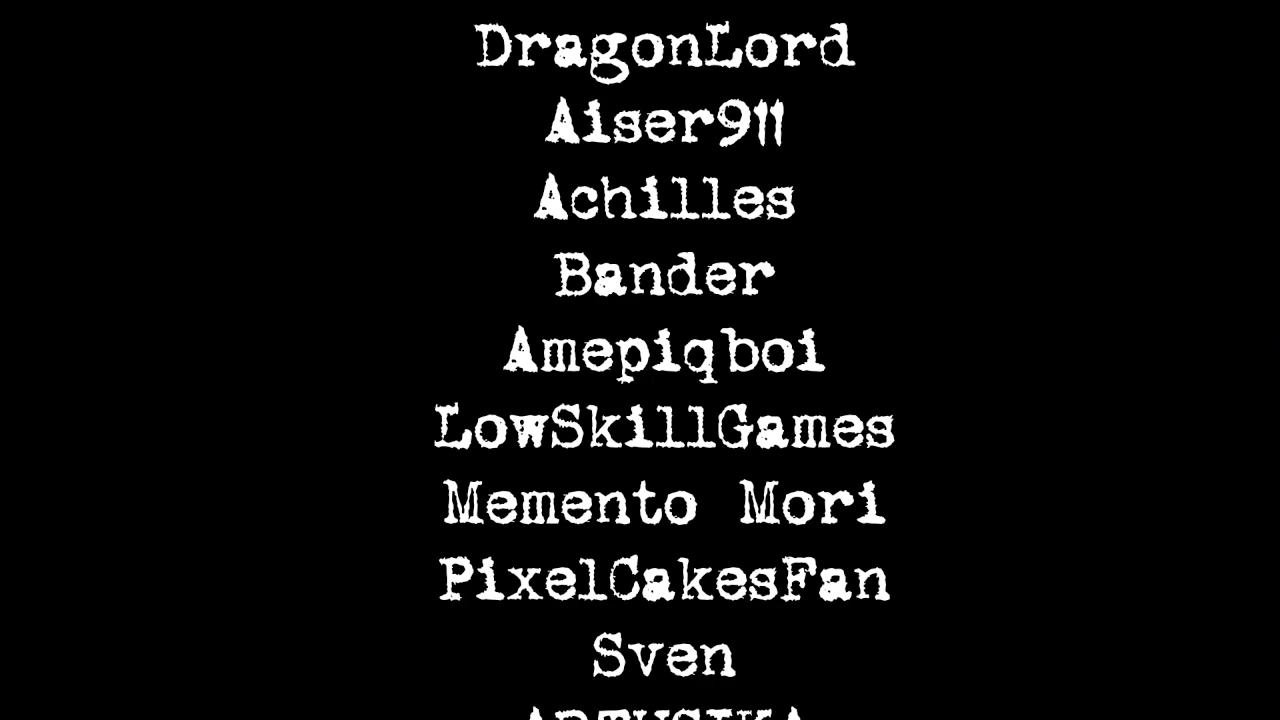 DragonLord
Aiser911
Achilles
Bander
Amepiqboi
LowSkillGames
Memento Mori
PixelCakesFan
Sven